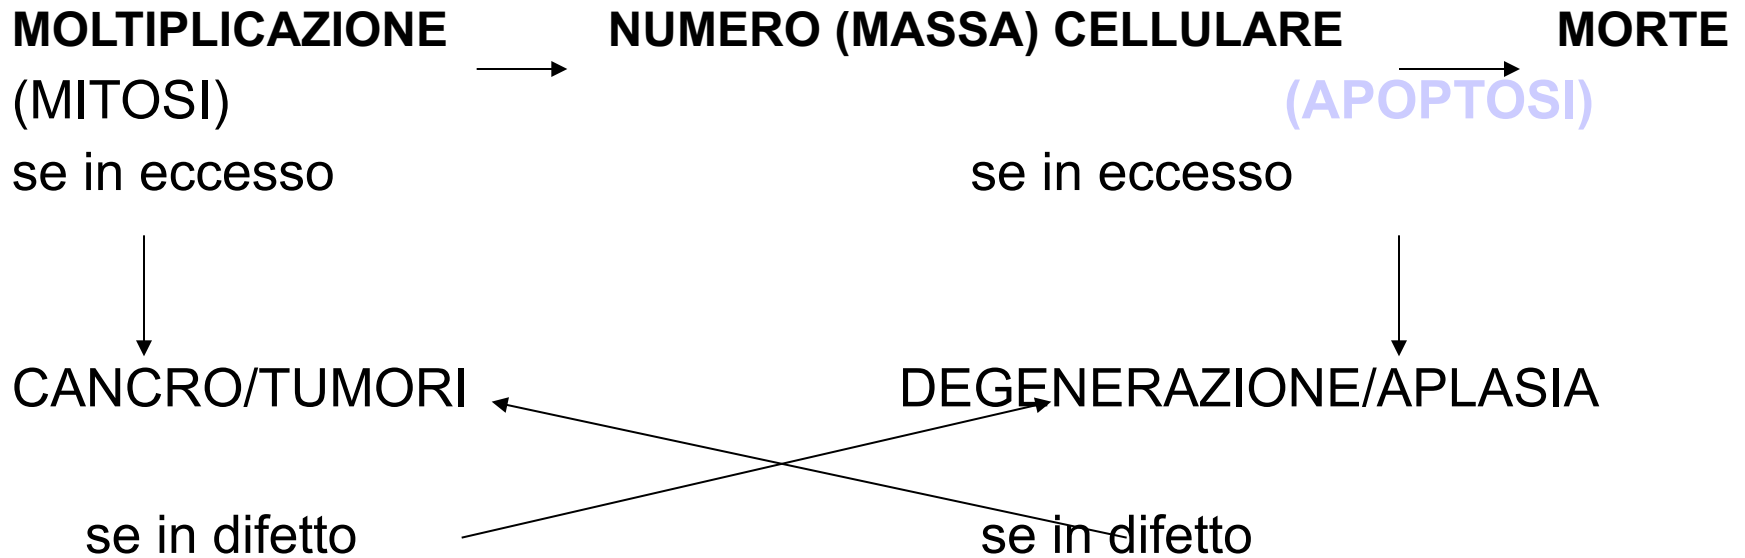 MOLTIPLICAZIONE NUMERO (MASSA) CELLULARE MORTE
(MITOSI) (APOPTOSI)
se in eccesso se in eccesso
CANCRO/TUMORI DEGENERAZIONE/APLASIA
se in difetto se in difetto